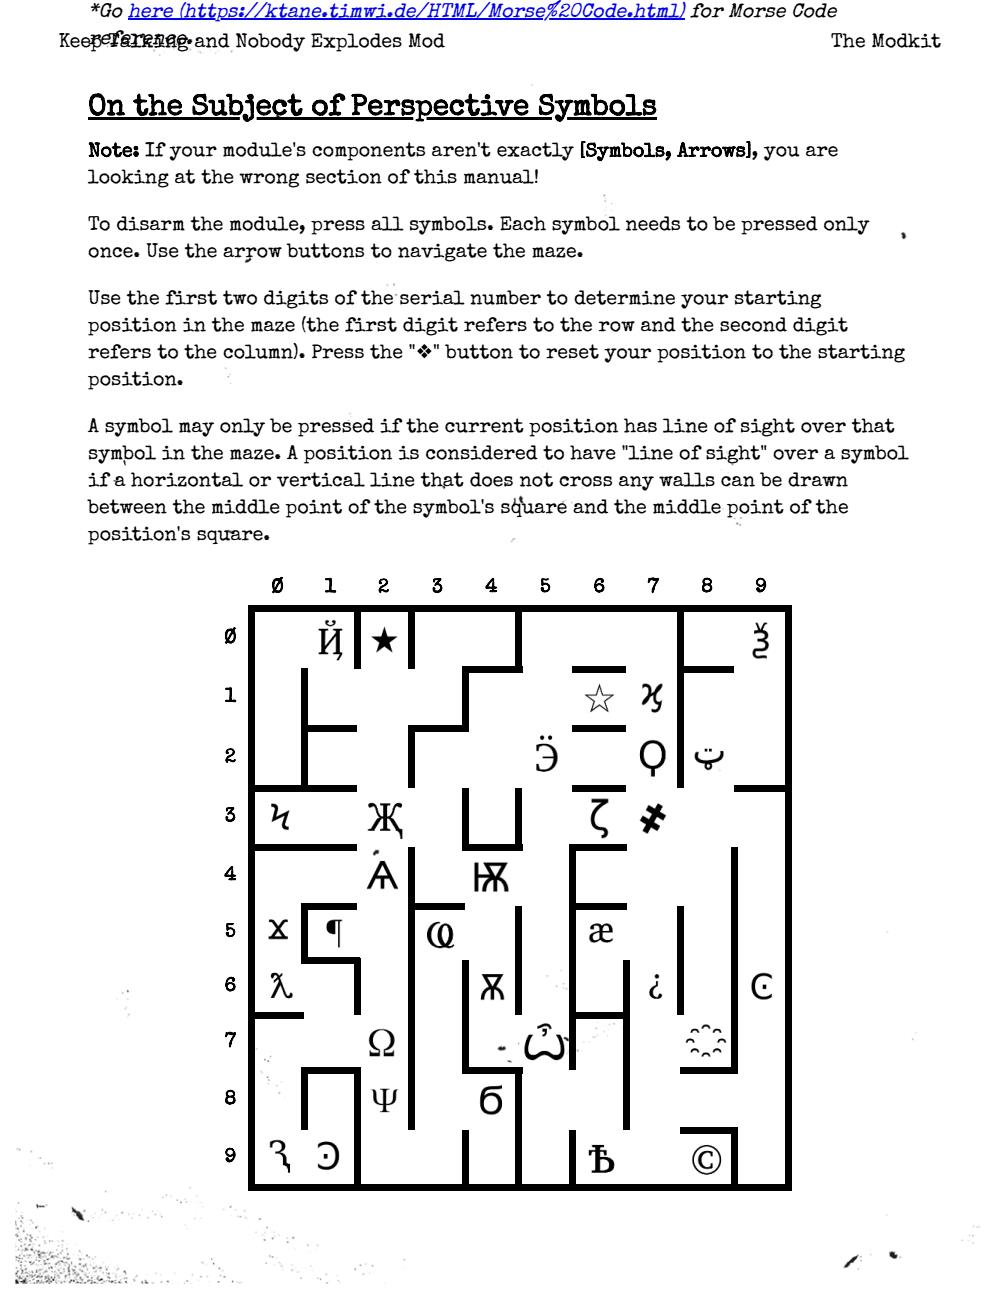 *Go here (https://ktane.timwi.de/HTML/Morse%20Code.html) for Morse Code
reference.
Keep Talking and Nobody Explodes Mod The Modkit
On the Subject of Perspective Symbols
Note: If your module's components aren't exactly [Symbols, Arrows], you are
looking at the wrong section of this manual!
To disarm the module, press all symbols. Each symbol needs to be pressed only
once. Use the arrow buttons to navigate the maze.
Use the first two digits of the serial number to determine your starting
position in the maze (the first digit refers to the row and the second digit
refers to the column). Press the "❖" button to reset your position to the starting
position.
A symbol may only be pressed if the current position has line of sight over that
symbol in the maze. A position is considered to have "line of sight" over a symbol
if a horizontal or vertical line that does not cross any walls can be drawn
between the middle point of the symbol's square and the middle point of the
position's square.
0 1 2 3 4 5 6 7 8 9
0 Ҋ ★ Ѯ
1 ☆ ϗ
2 Ӭ Ϙ ټ
3 Ϟ Җ ζ ҂
4 Ѧ Ѭ
5 Ϫ ¶ Ҩ æ
6 ƛ Ѫ ¿ Ͼ
7 Ω Ѽ ҈
8 Ψ б
9 Ԇ Ͽ Ѣ ©